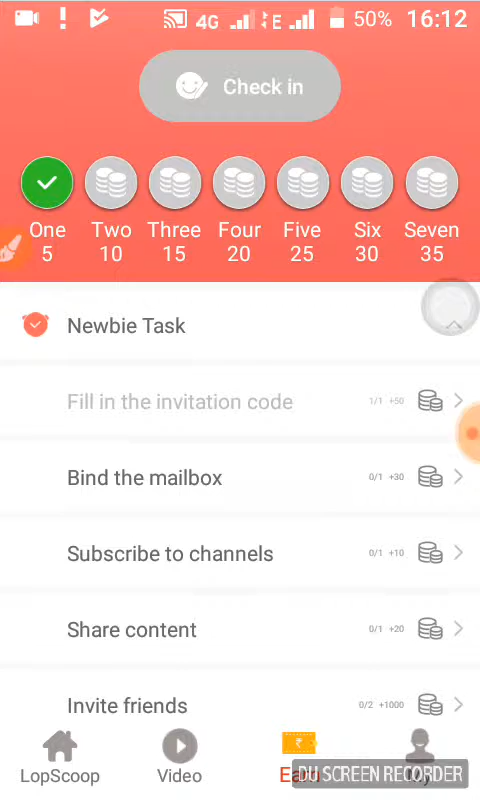 4G E 50% 16:12
Check in
One Two Three Four Five Six Seven
5 10 15 20 25 30 35
Newbie Task
Fill in the invitation code 1/1 +50
Bind the mailbox 0/1 +30
Subscribe to channels 0/1 +10
Share content 0/1 +20
Invite friends 0/2 +1000
₹
LopScoop Video Earn My
DU SCREEN RECORDER